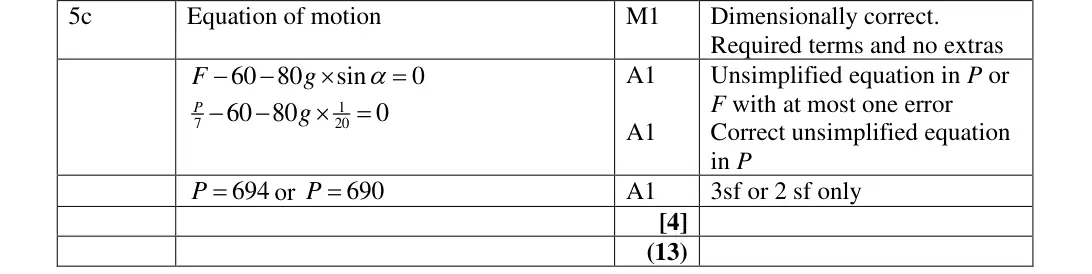 5c Equation of motion M1 Dimensionally correct.
Required terms and no extras
F − 60 − 80g × sin α = 0 A1 Unsimplified equation in P or
F with at most one error
P/7 − 60 − 80g × 1/20 = 0
A1 Correct unsimplified equation
in P
P = 694 or P = 690 A1 3sf or 2 sf only
[4]
(13)